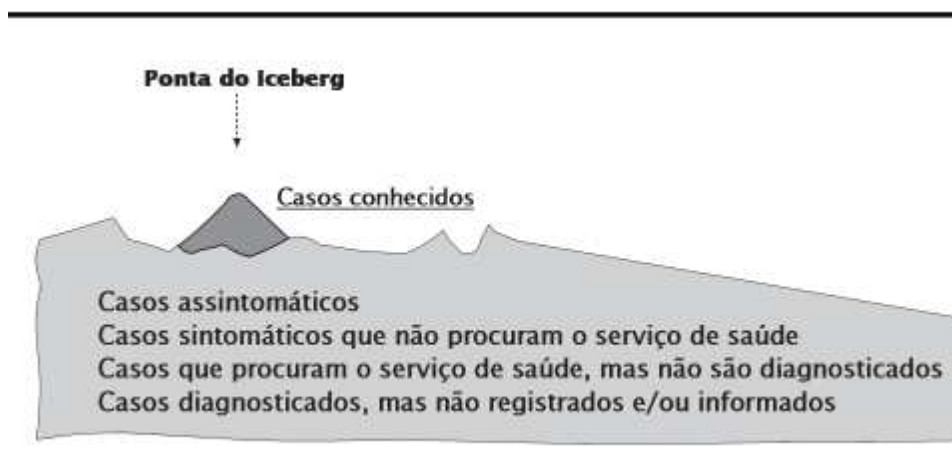 Ponta do Iceberg
Casos conhecidos
Casos assintomáticos
Casos sintomáticos que não procuram o serviço de saúde
Casos que procuram o serviço de saúde, mas não são diagnosticados
Casos diagnosticados, mas não registrados e/ou informados